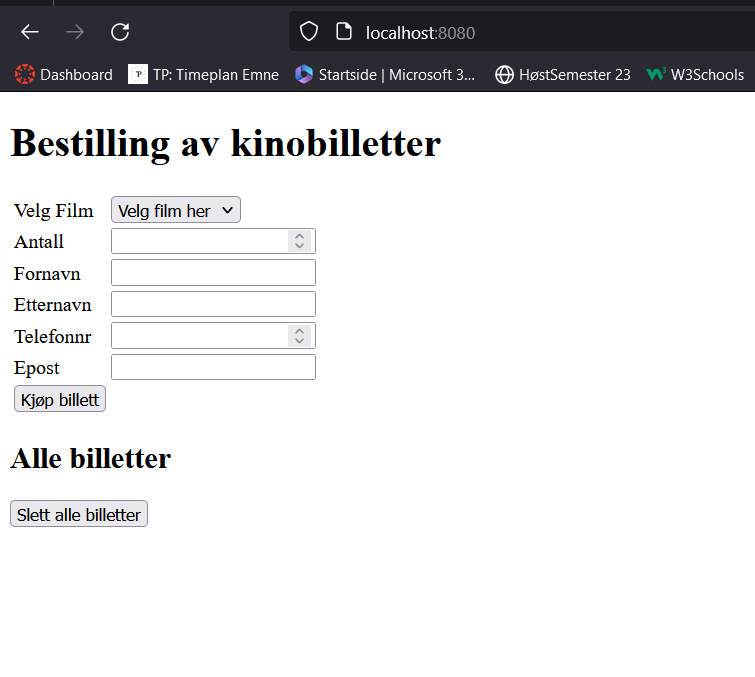 localhost:8080
Dashboard TP: Timeplan Emne Startside | Microsoft 3... HøstSemester 23 W3Schools
Bestilling av kinobilletter
Velg Film Velg film her
Antall
Fornavn
Etternavn
Telefonnr
Epost
Kjøp billett
Alle billetter
Slett alle billetter